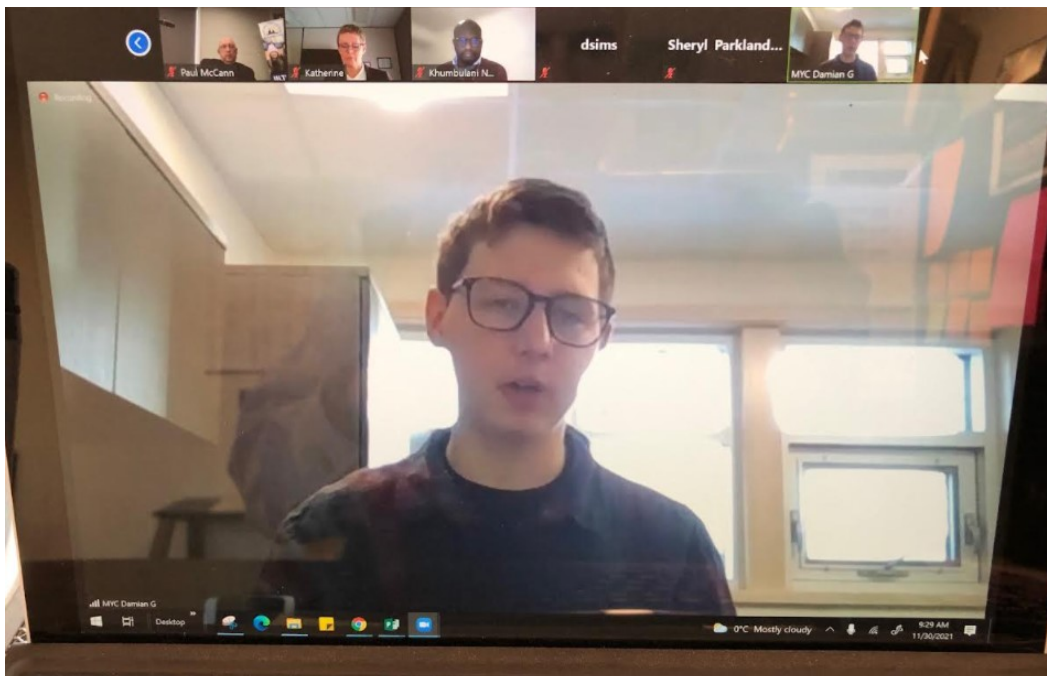 Paul McCann
Katherine
Khumbulani N...
dsims
Sheryl Parkland...
MYC Damian G
Recording
MYC Damian G
Desktop
0°C Mostly cloudy
9:29 AM
11/30/2021